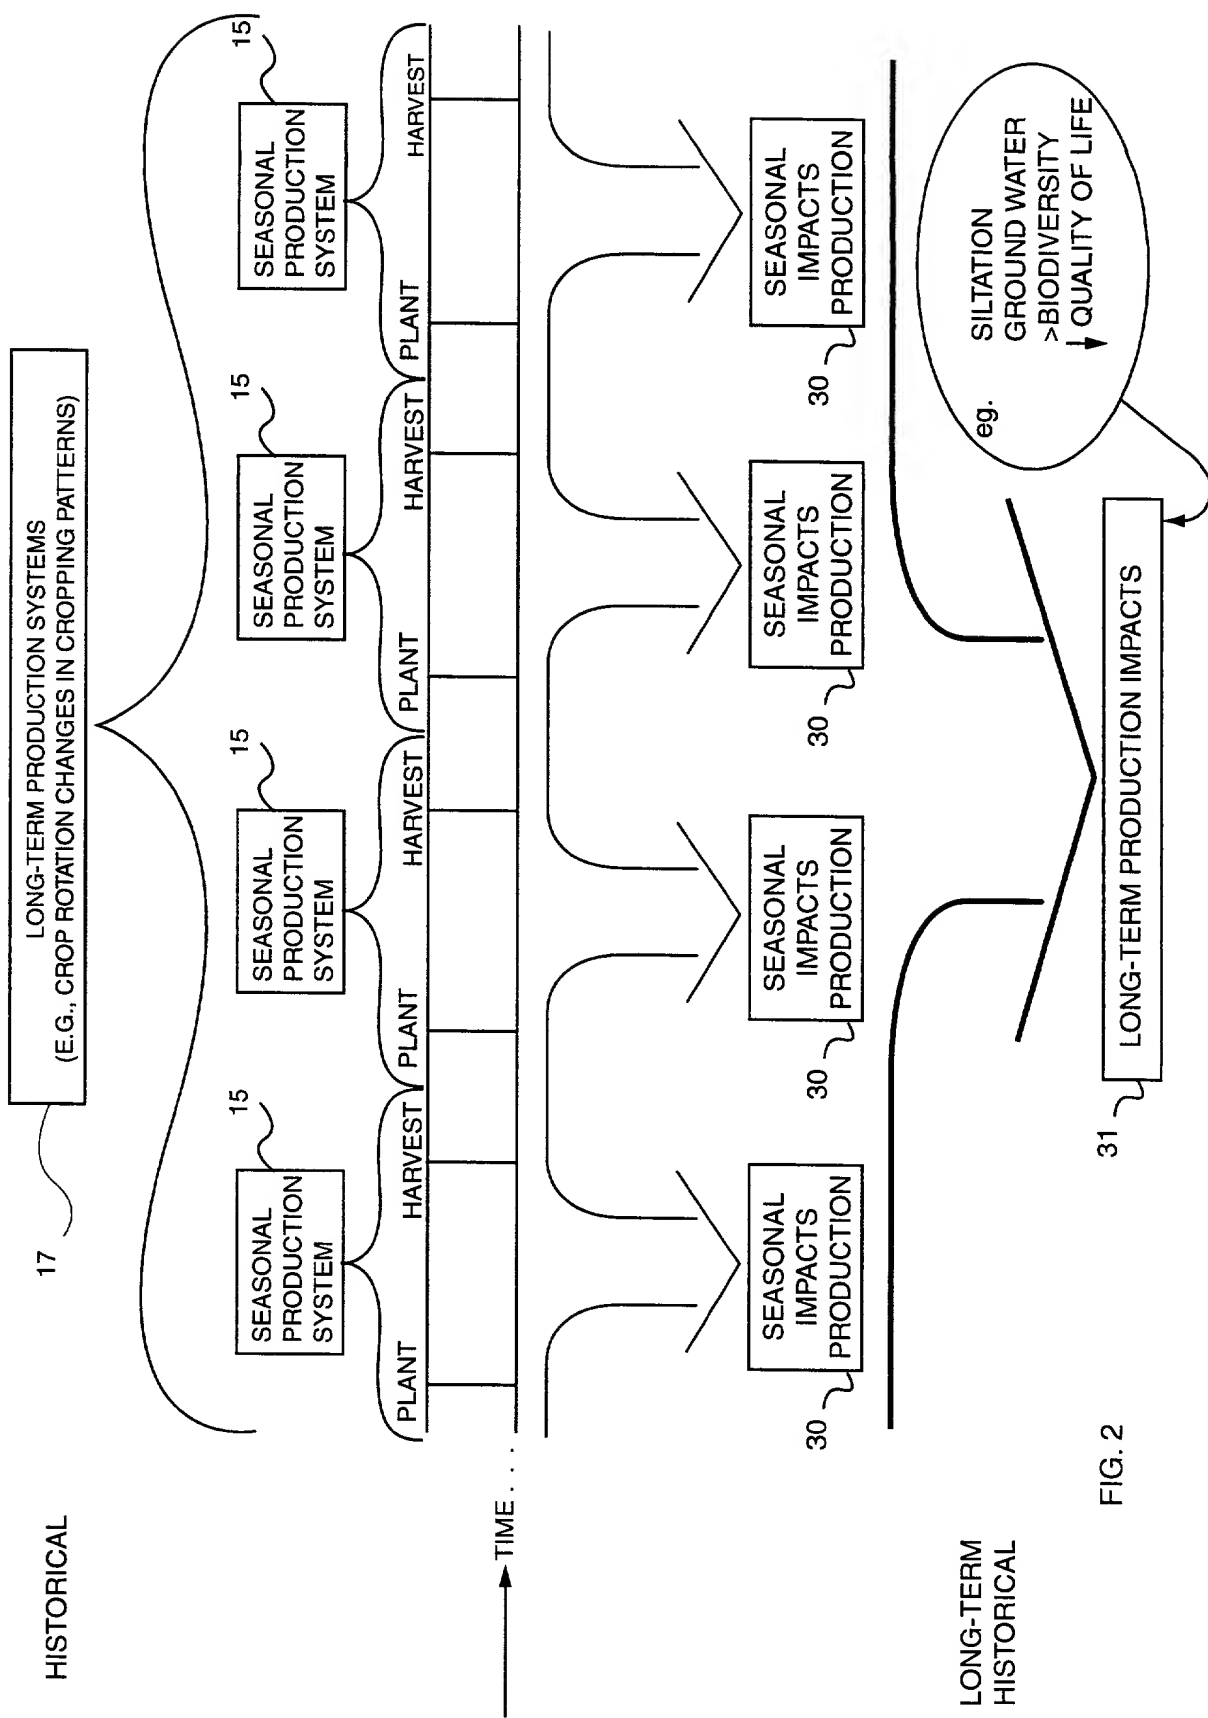 HISTORICAL
17
LONG-TERM PRODUCTION SYSTEMS
(E.G., CROP ROTATION CHANGES IN CROPPING PATTERNS)
15
SEASONAL
PRODUCTION
SYSTEM
15
SEASONAL
PRODUCTION
SYSTEM
15
SEASONAL
PRODUCTION
SYSTEM
15
SEASONAL
PRODUCTION
SYSTEM
PLANT
HARVEST
PLANT
HARVEST
PLANT
HARVEST
PLANT
HARVEST
TIME . . . .
SEASONAL
IMPACTS
PRODUCTION
30
SEASONAL
IMPACTS
PRODUCTION
30
SEASONAL
IMPACTS
PRODUCTION
30
SEASONAL
IMPACTS
PRODUCTION
30
LONG-TERM
HISTORICAL
eg.
SILTATION
GROUND WATER
>BIODIVERSITY
↓ QUALITY OF LIFE
31
LONG-TERM PRODUCTION IMPACTS
FIG. 2